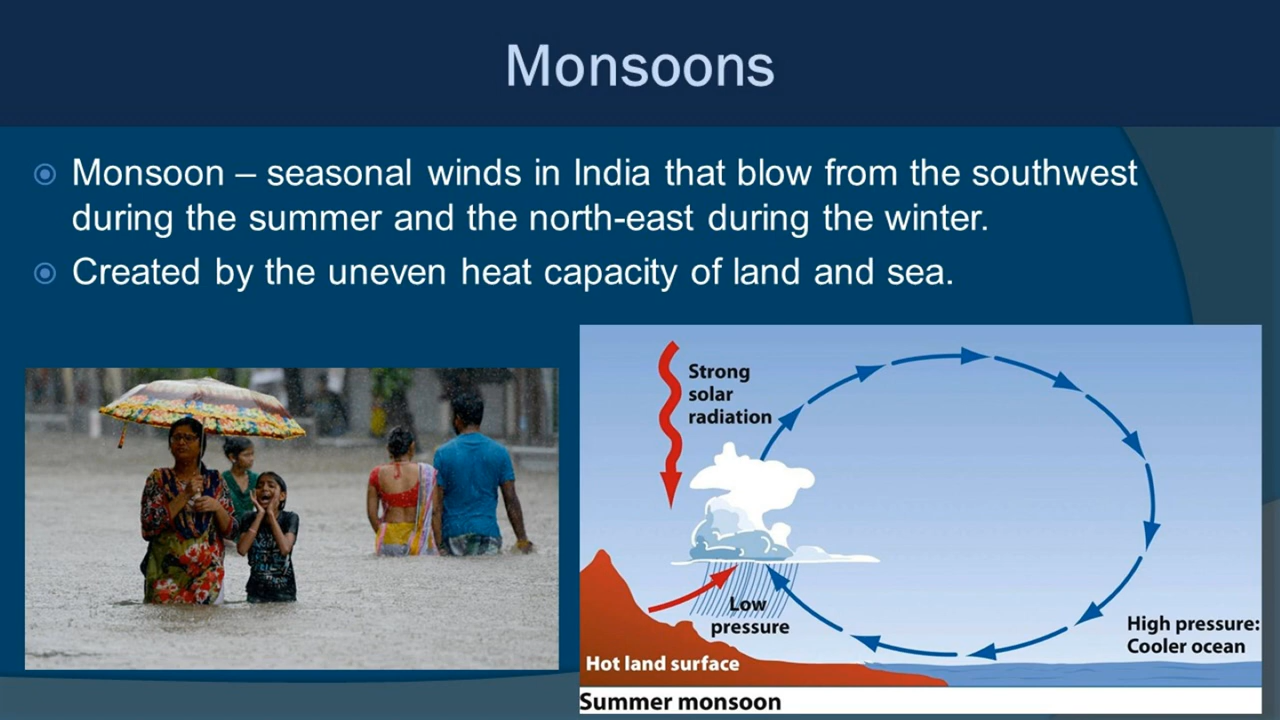 Monsoons
Monsoon – seasonal winds in India that blow from the southwest
during the summer and the north-east during the winter.
Created by the uneven heat capacity of land and sea.
Strong
solar
radiation
Low
pressure
High pressure:
Cooler ocean
Hot land surface
Summer monsoon